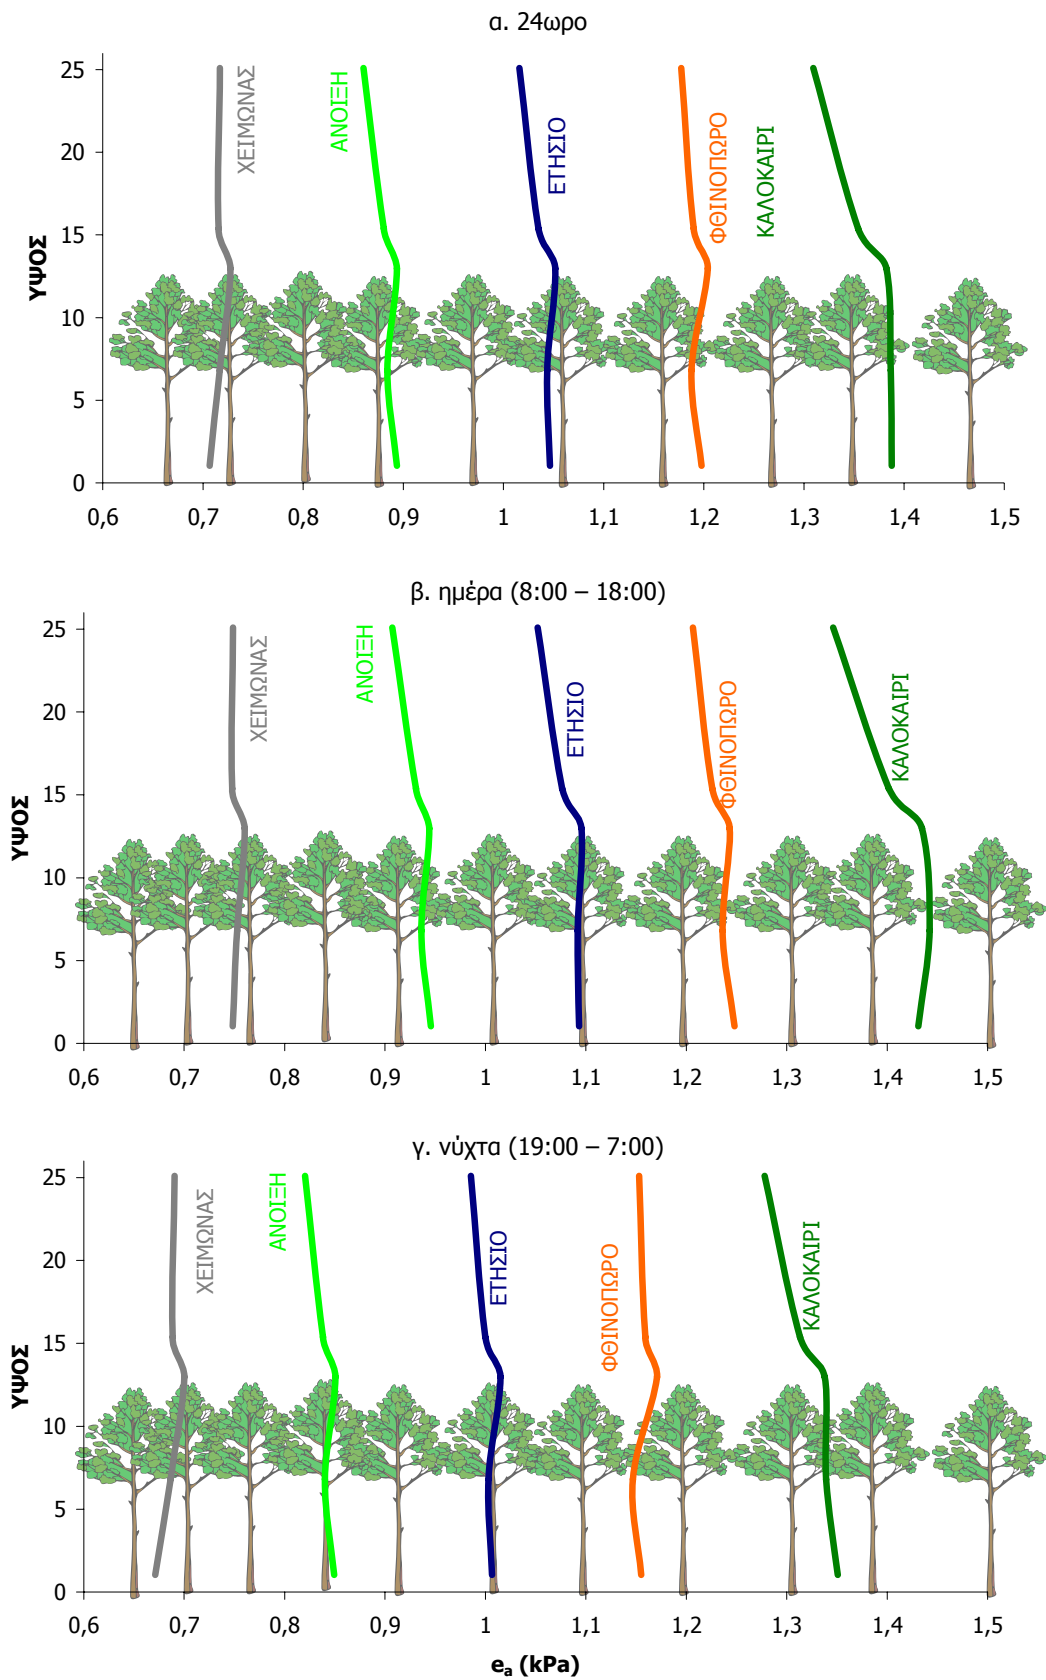 α. 24ωρο
25
20
15
10
5
0
ΥΨΟΣ
ΧΕΙΜΩΝΑΣ
ΑΝΟΙΞΗ
ΕΤΗΣΙΟ
ΦΘΙΝΟΠΩΡΟ
ΚΑΛΟΚΑΙΡΙ
0,6 0,7 0,8 0,9 1 1,1 1,2 1,3 1,4 1,5
β. ημέρα (8:00 – 18:00)
25
20
15
10
5
0
ΥΨΟΣ
ΧΕΙΜΩΝΑΣ
ΑΝΟΙΞΗ
ΕΤΗΣΙΟ
ΦΘΙΝΟΠΩΡΟ
ΚΑΛΟΚΑΙΡΙ
0,6 0,7 0,8 0,9 1 1,1 1,2 1,3 1,4 1,5
γ. νύχτα (19:00 – 7:00)
25
20
15
10
5
0
ΥΨΟΣ
ΧΕΙΜΩΝΑΣ
ΑΝΟΙΞΗ
ΕΤΗΣΙΟ
ΦΘΙΝΟΠΩΡΟ
ΚΑΛΟΚΑΙΡΙ
0,6 0,7 0,8 0,9 1 1,1 1,2 1,3 1,4 1,5
eₐ (kPa)